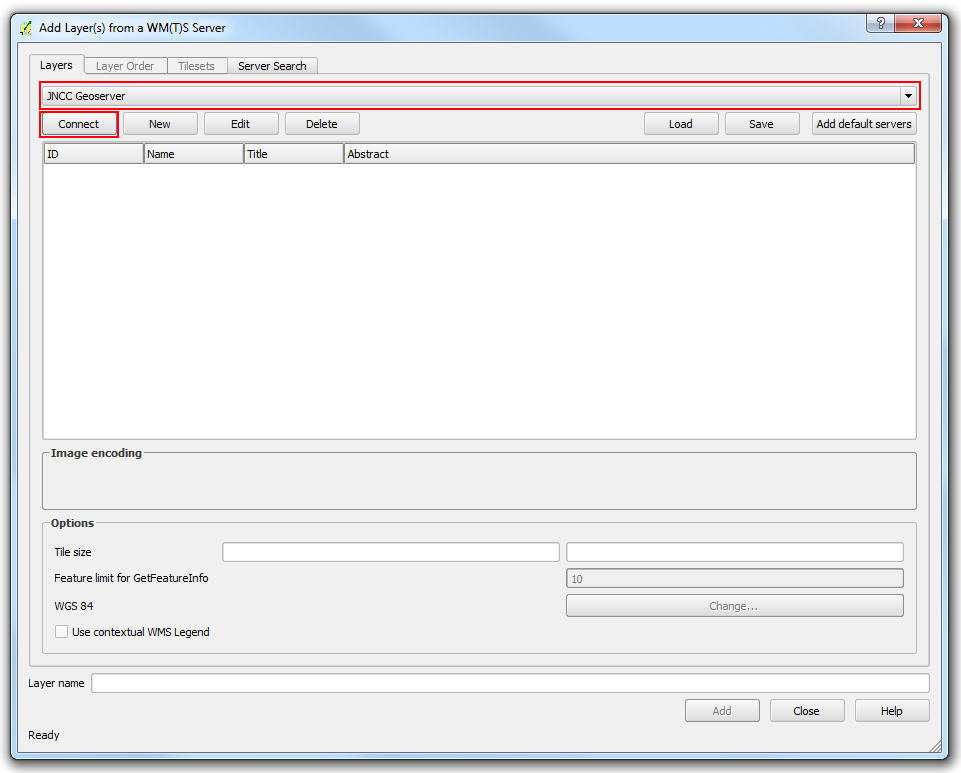 Add Layer(s) from a WM(T)S Server
?
Layers Layer Order Tilesets Server Search
JNCC Geoserver
Connect New Edit Delete Load Save Add default servers
ID Name Title Abstract
Image encoding
Options
Tile size
Feature limit for GetFeatureInfo 10
WGS 84 Change...
Use contextual WMS Legend
Layer name
Add Close Help
Ready